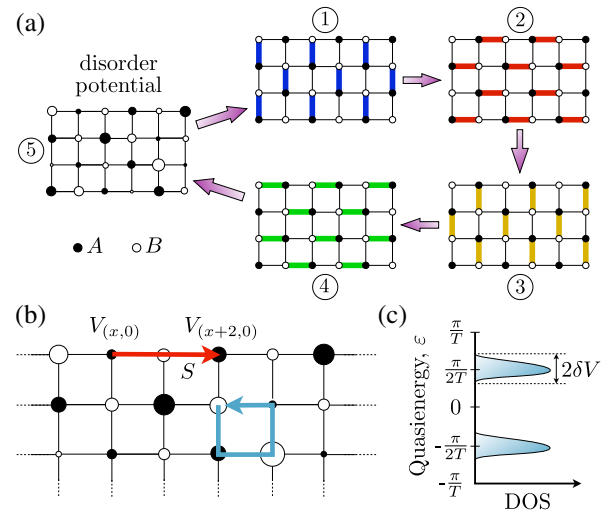 (a)
①
②
disorder
potential
⑤
A
B
④
③
(b)
V(x,0)
V(x+2,0)
S
(c)
Quasienergy, ε
π/T
π/2T
0
-π/2T
-π/T
2δV
DOS